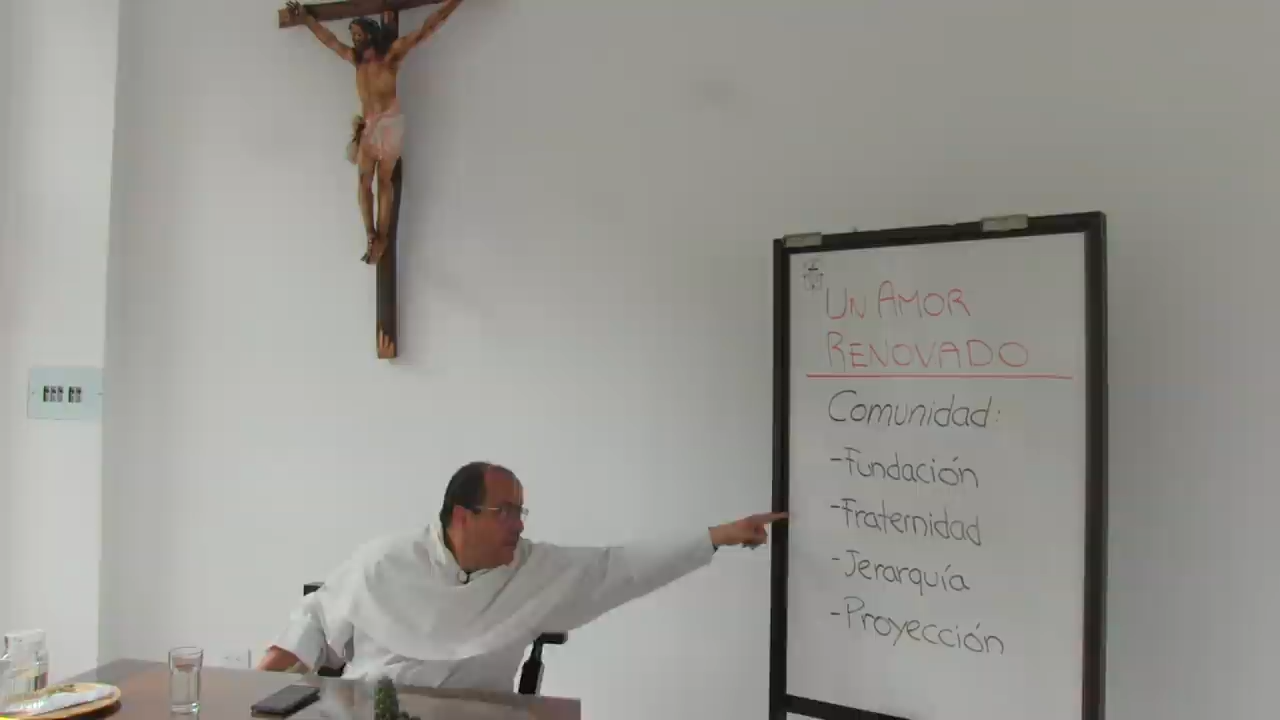 UN AMOR
RENOVADO
Comunidad:
-Fundación
-Fraternidad
-Jerarquía
-Proyección